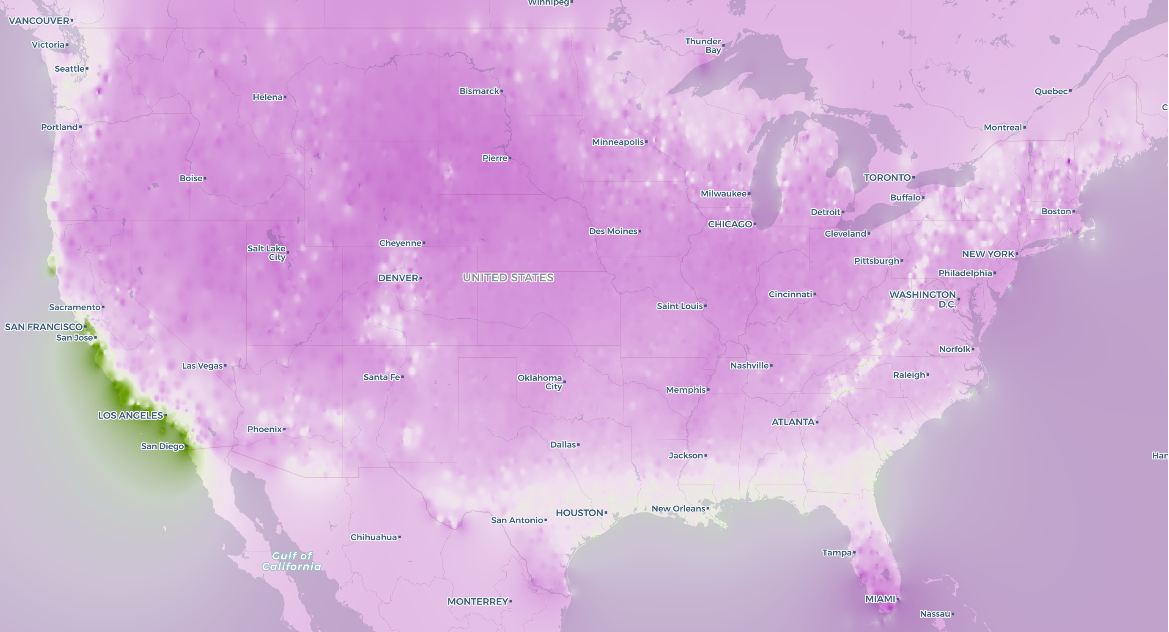 Winnipeg
VANCOUVER
Victoria
Seattle
Thunder
Bay
Helena
Bismarck
Quebec
Portland
Montreal
Minneapolis
Pierre
Boise
TORONTO
Milwaukee
Buffalo
Detroit
Boston
CHICAGO
Des Moines
Cleveland
Salt Lake
City
Cheyenne
NEW YORK
Pittsburgh
DENVER
UNITED STATES
Philadelphia
Cincinnati
WASHINGTON
D.C.
Sacramento
Saint Louis
SAN FRANCISCO
San Jose
Norfolk
Las Vegas
Nashville
Santa Fe
Oklahoma
City
Raleigh
Memphis
LOS ANGELES
ATLANTA
Phoenix
San Diego
Dallas
Jackson
Han
HOUSTON
New Orleans
San Antonio
Chihuahua
Tampa
Gulf of
California
MONTERREY
MIAMI
Nassau